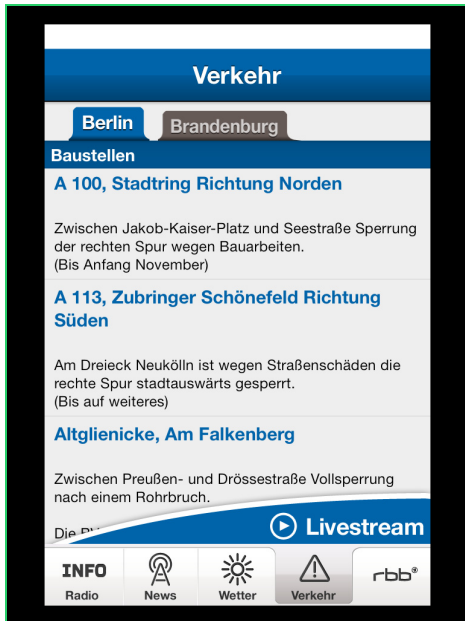 Verkehr
Berlin
Brandenburg
Baustellen
A 100, Stadtring Richtung Norden
Zwischen Jakob-Kaiser-Platz und Seestraße Sperrung
der rechten Spur wegen Bauarbeiten.
(Bis Anfang November)
A 113, Zubringer Schönefeld Richtung
Süden
Am Dreieck Neukölln ist wegen Straßenschäden die
rechte Spur stadtauswärts gesperrt.
(Bis auf weiteres)
Altglienicke, Am Falkenberg
Zwischen Preußen- und Drössestraße Vollsperrung
nach einem Rohrbruch.
Die
Livestream
INFO
Radio
News
Wetter
Verkehr
rbb®